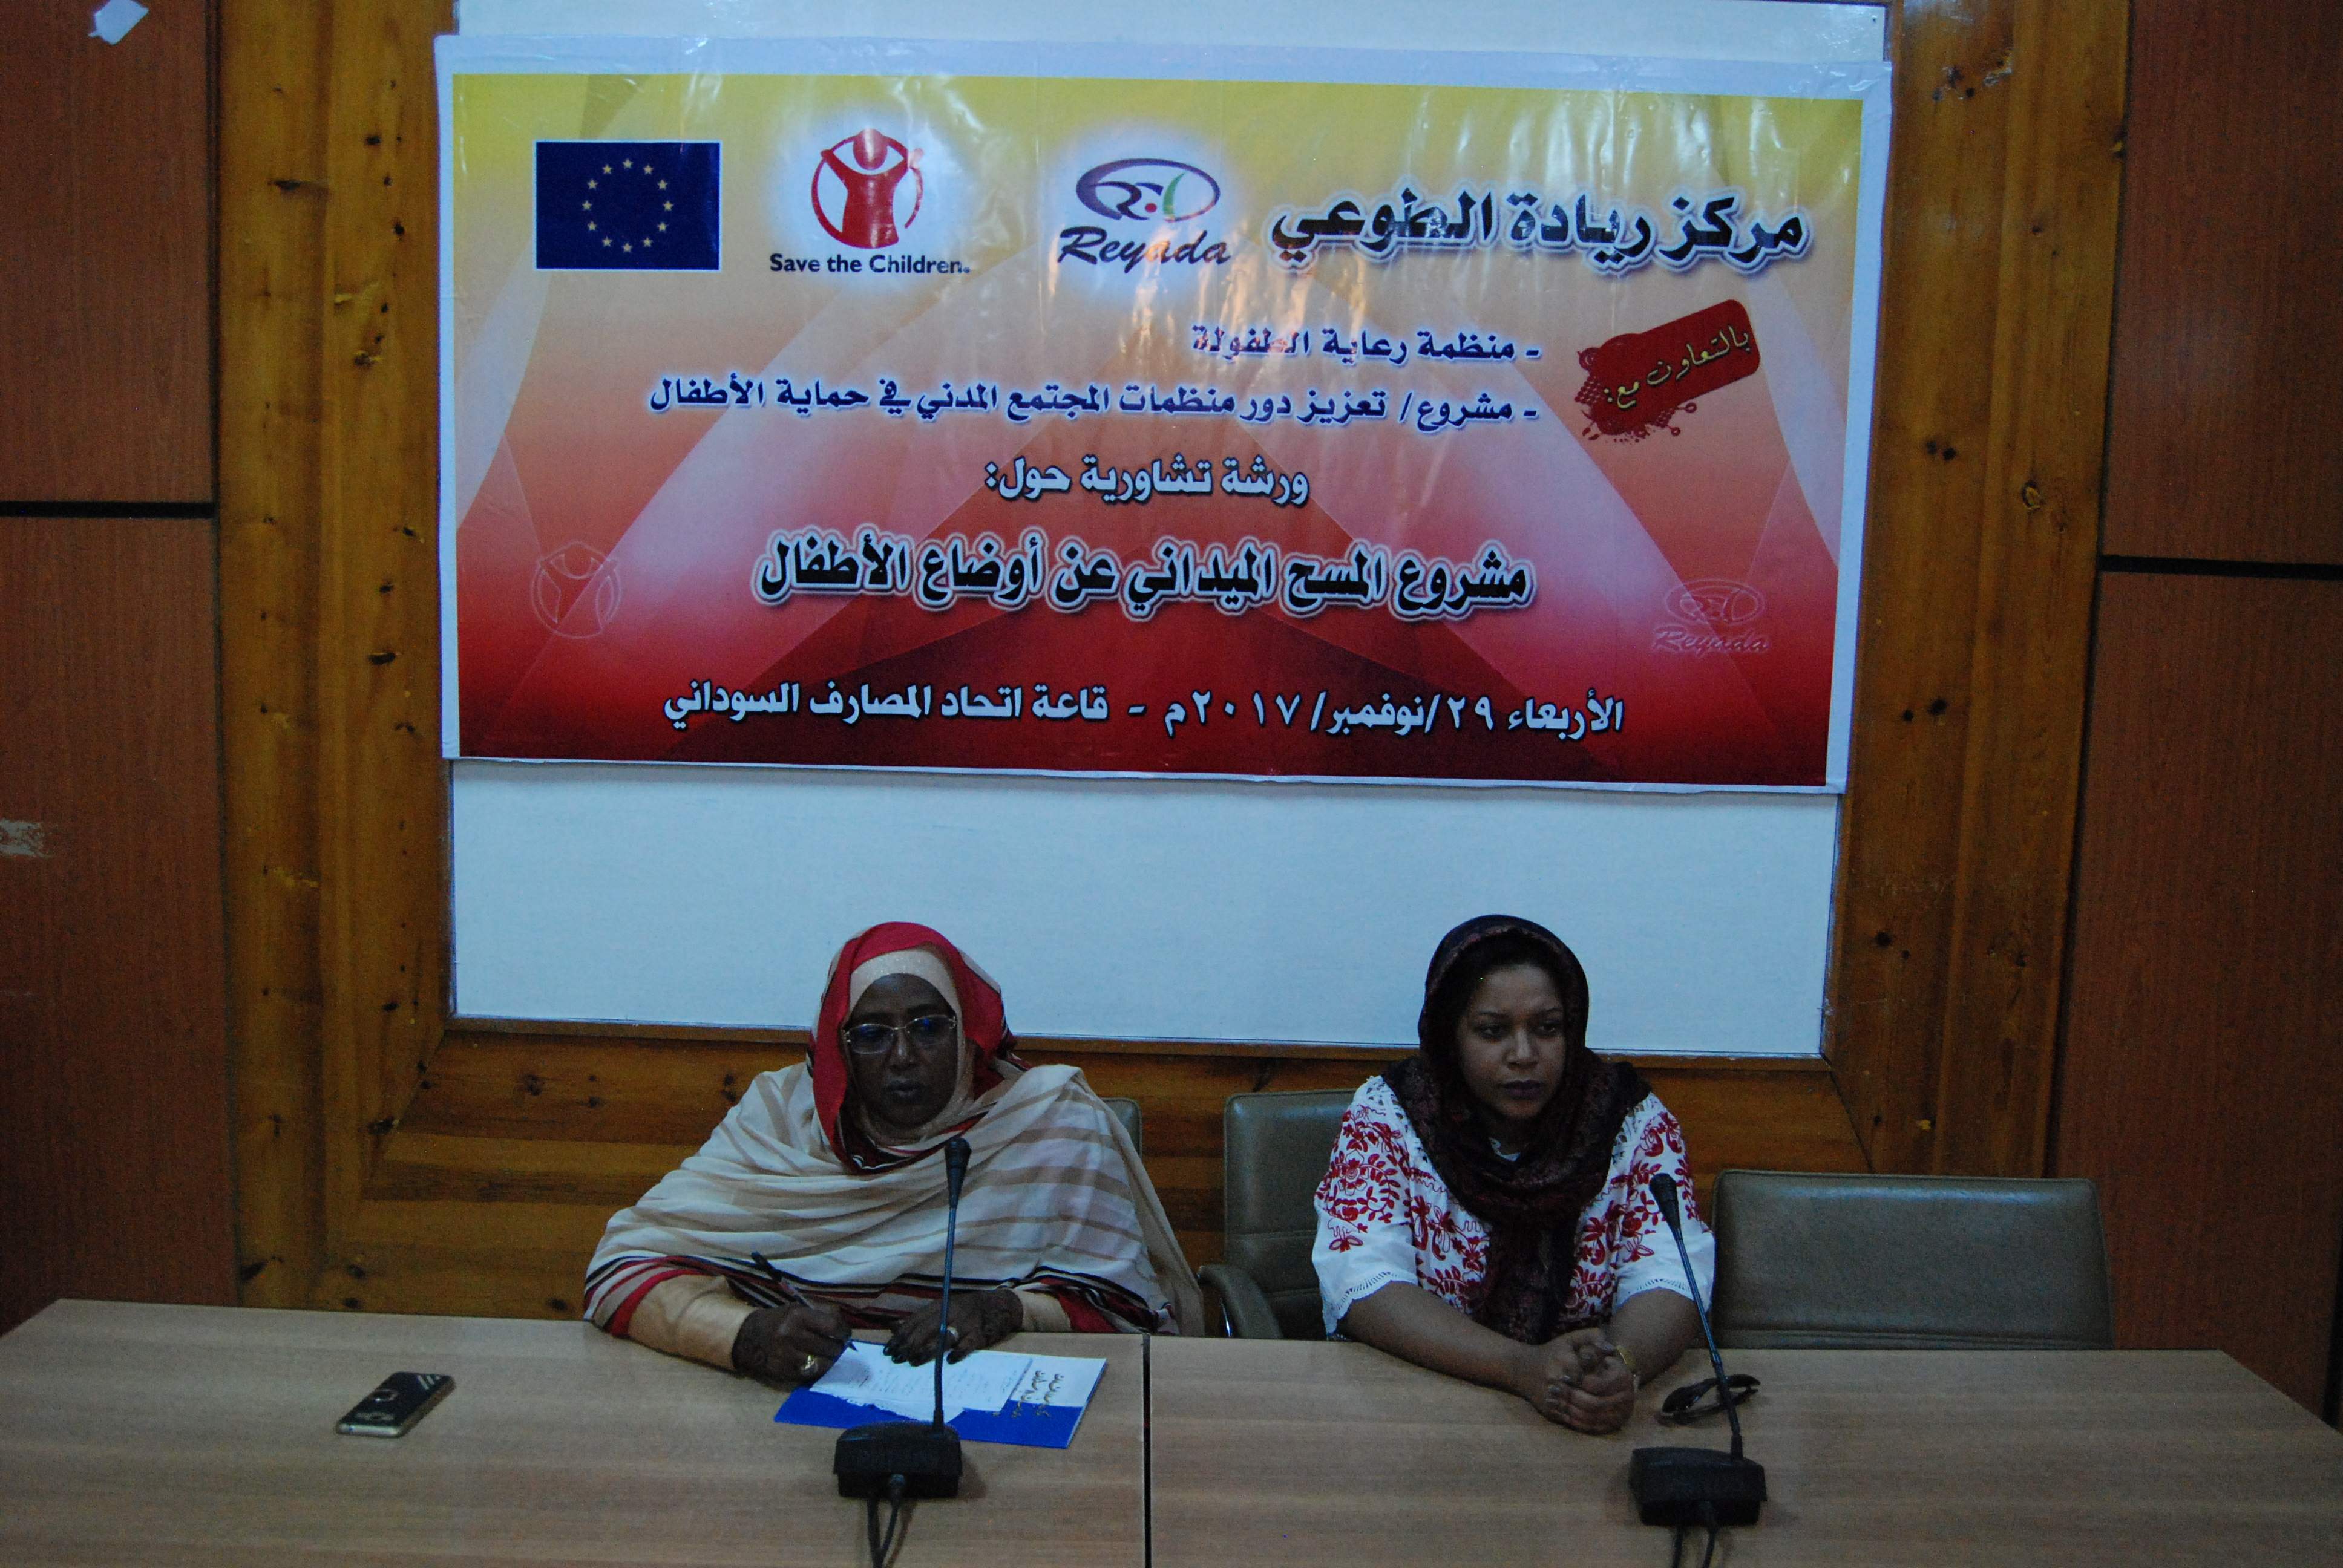 مركز ريادة الطوعي
Reyada
Save the Children.
بالتعاون مع:
- منظمة رعاية الطفولة
- مشروع/ تعزيز دور منظمات المجتمع المدني في حماية الأطفال
ورشة تشاورية حول:
مشروع المسح الميداني عن أوضاع الأطفال
Reyada
الأربعاء ٢٩/نوفمبر/٢٠١٧م - قاعة اتحاد المصارف السوداني